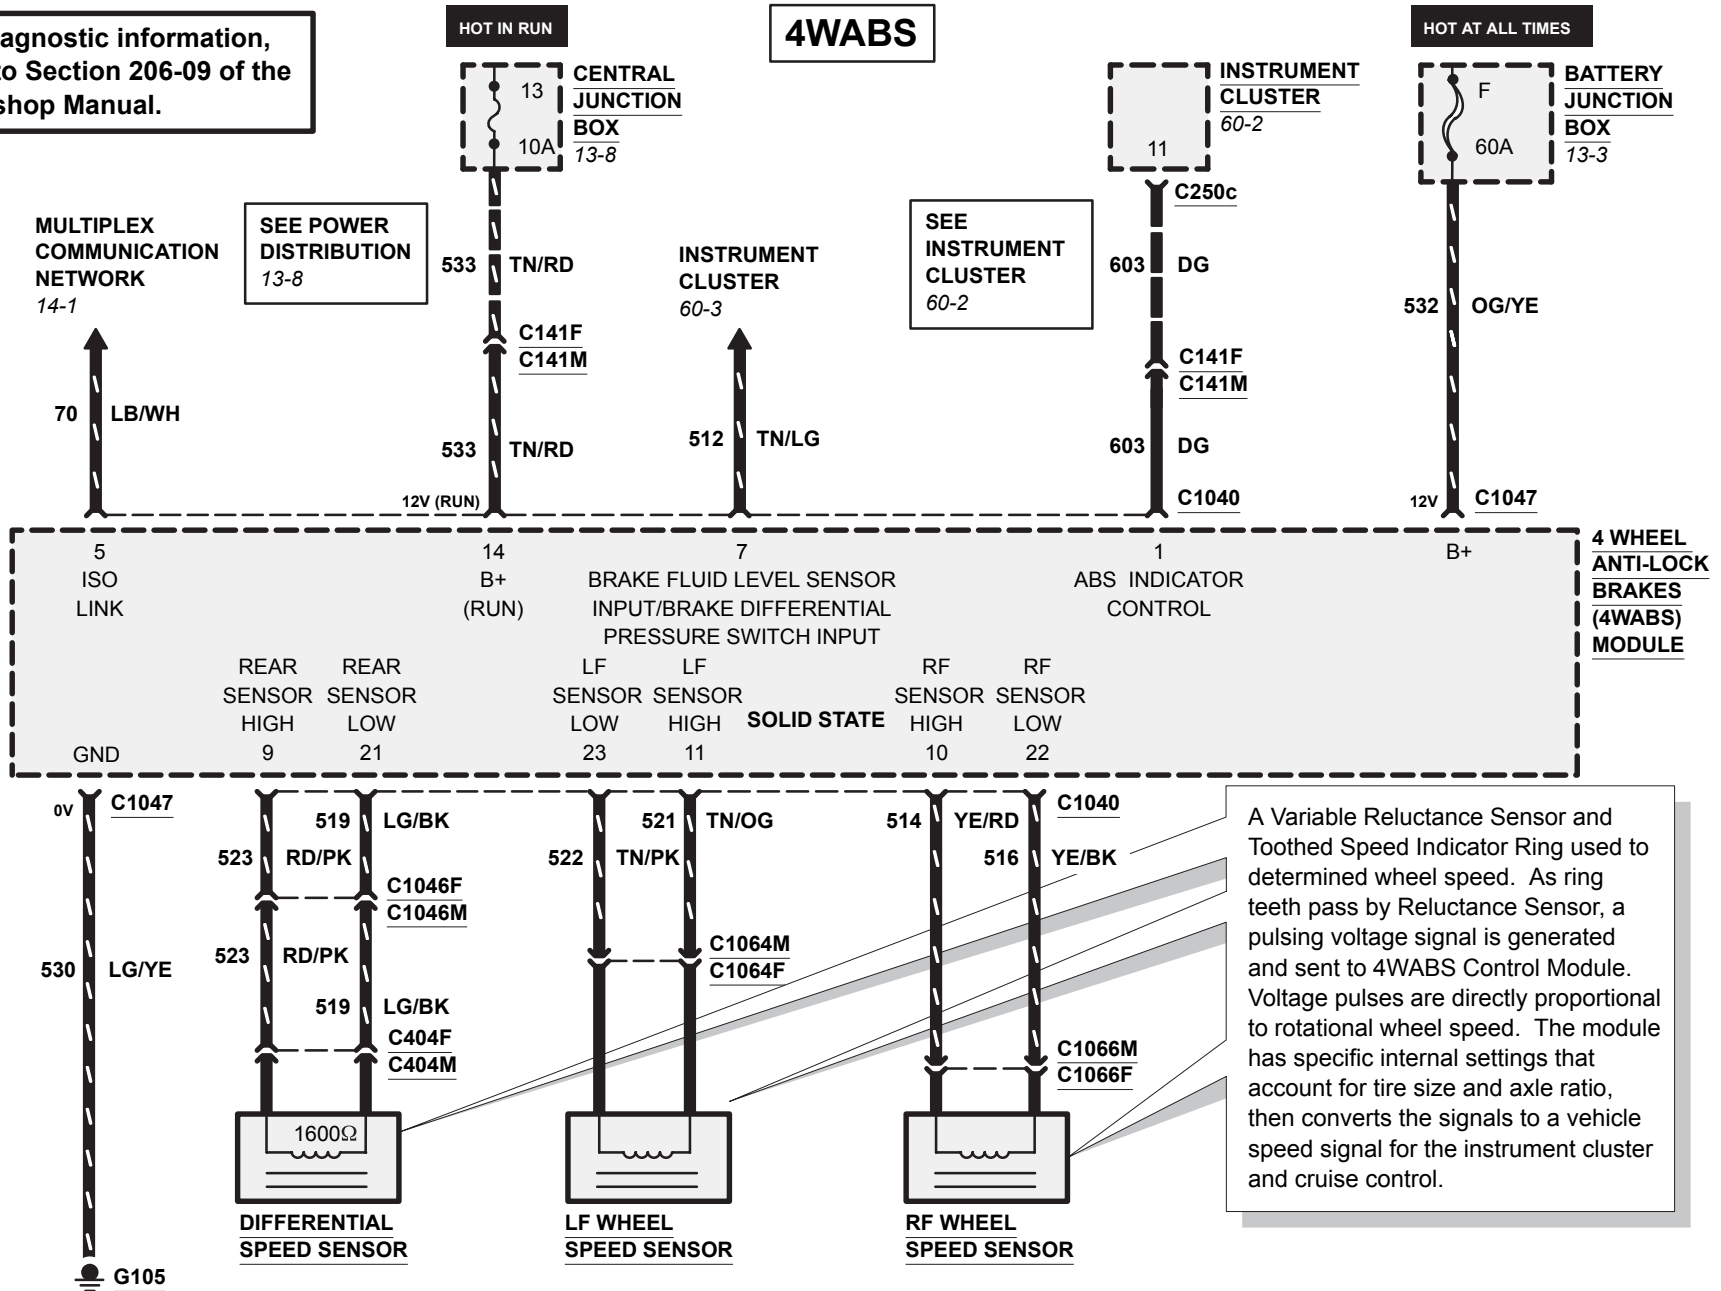 agnostic information,
to Section 206-09 of the
shop Manual.
HOT IN RUN
4WABS
HOT AT ALL TIMES
13
10A
CENTRAL
JUNCTION
BOX
13-8
11
INSTRUMENT
CLUSTER
60-2
C250c
F
60A
BATTERY
JUNCTION
BOX
13-3
MULTIPLEX
COMMUNICATION
NETWORK
14-1
SEE POWER
DISTRIBUTION
13-8
533 TN/RD
C141F
C141M
INSTRUMENT
CLUSTER
60-3
SEE
INSTRUMENT
CLUSTER
60-2
603 DG
C141F
C141M
532 OG/YE
70 LB/WH
533 TN/RD
512 TN/LG
603 DG
12V (RUN)
C1040
12V C1047
5
ISO
LINK
14
B+
(RUN)
7
BRAKE FLUID LEVEL SENSOR
INPUT/BRAKE DIFFERENTIAL
PRESSURE SWITCH INPUT
1
ABS INDICATOR
CONTROL
B+
4 WHEEL
ANTI-LOCK
BRAKES
(4WABS)
MODULE
GND
REAR
SENSOR
HIGH
9
REAR
SENSOR
LOW
21
LF
SENSOR
LOW
23
LF
SENSOR
HIGH
11
SOLID STATE
RF
SENSOR
HIGH
10
RF
SENSOR
LOW
22
0V C1047
519 LG/BK
523 RD/PK
C1046F
C1046M
523 RD/PK
519 LG/BK
C404F
C404M
521 TN/OG
522 TN/PK
C1064M
C1064F
514 YE/RD
C1040
516 YE/BK
C1066M
C1066F
530 LG/YE
A Variable Reluctance Sensor and
Toothed Speed Indicator Ring used to
determined wheel speed. As ring
teeth pass by Reluctance Sensor, a
pulsing voltage signal is generated
and sent to 4WABS Control Module.
Voltage pulses are directly proportional
to rotational wheel speed. The module
has specific internal settings that
account for tire size and axle ratio,
then converts the signals to a vehicle
speed signal for the instrument cluster
and cruise control.
1600Ω
DIFFERENTIAL
SPEED SENSOR
LF WHEEL
SPEED SENSOR
RF WHEEL
SPEED SENSOR
G105